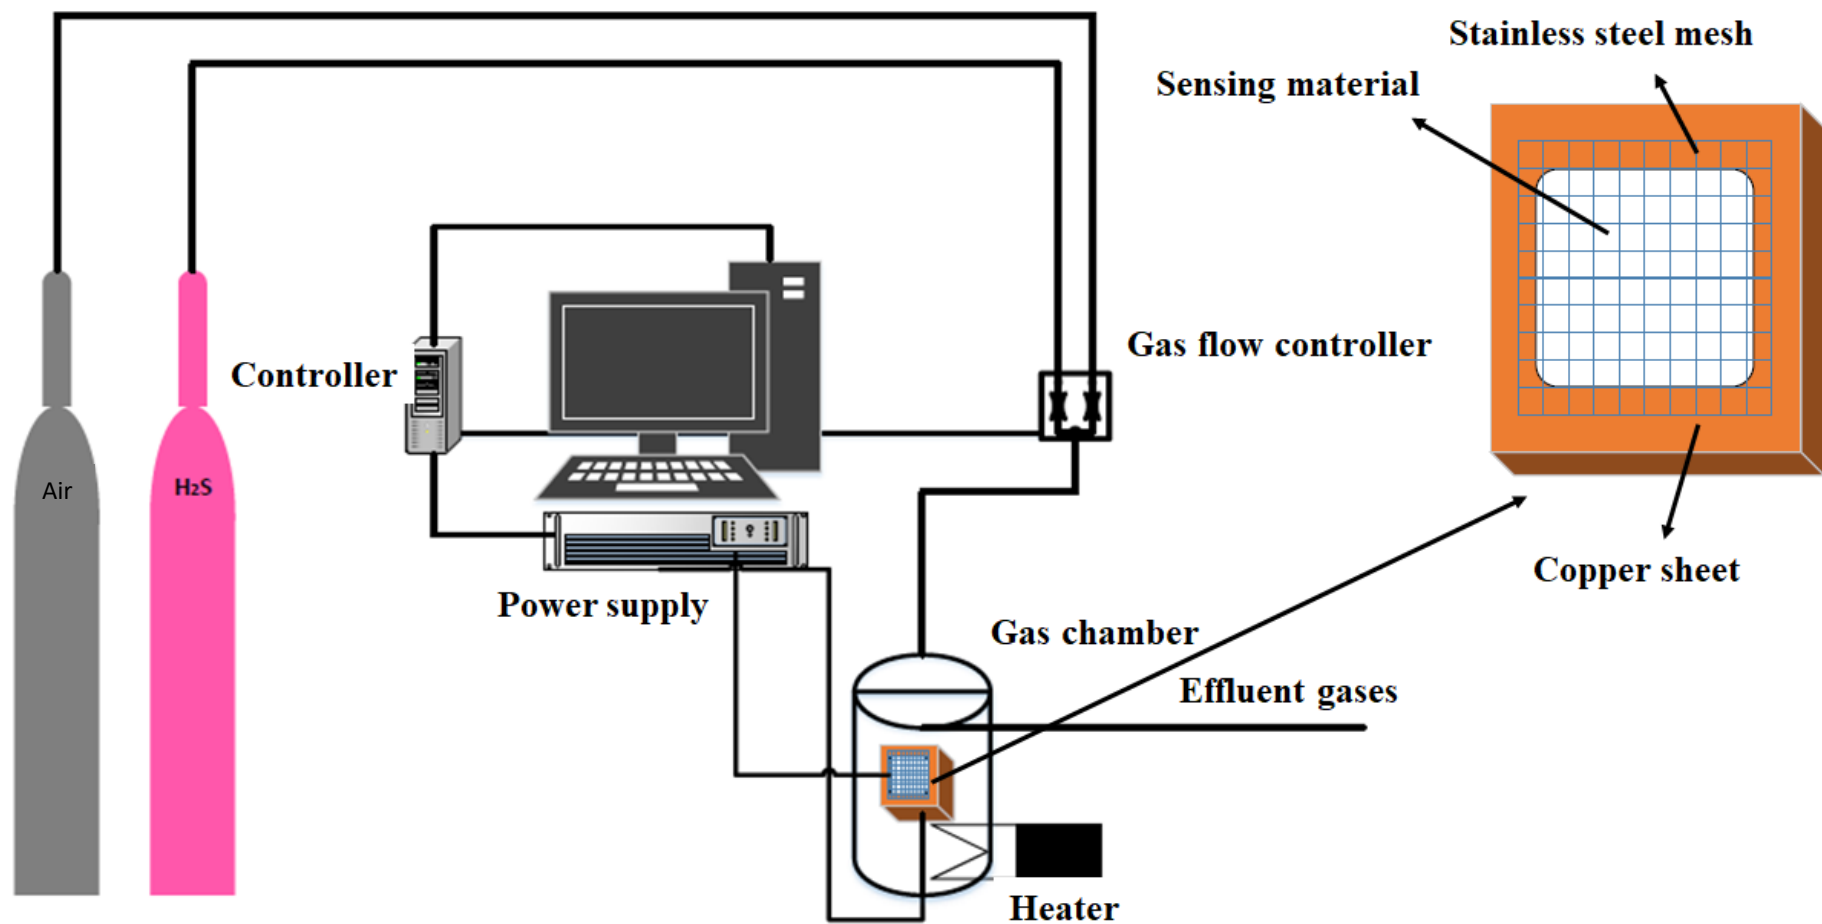 Stainless steel mesh
Sensing material
Gas flow controller
Controller
Air
H₂S
Copper sheet
Power supply
Gas chamber
Effluent gases
Heater